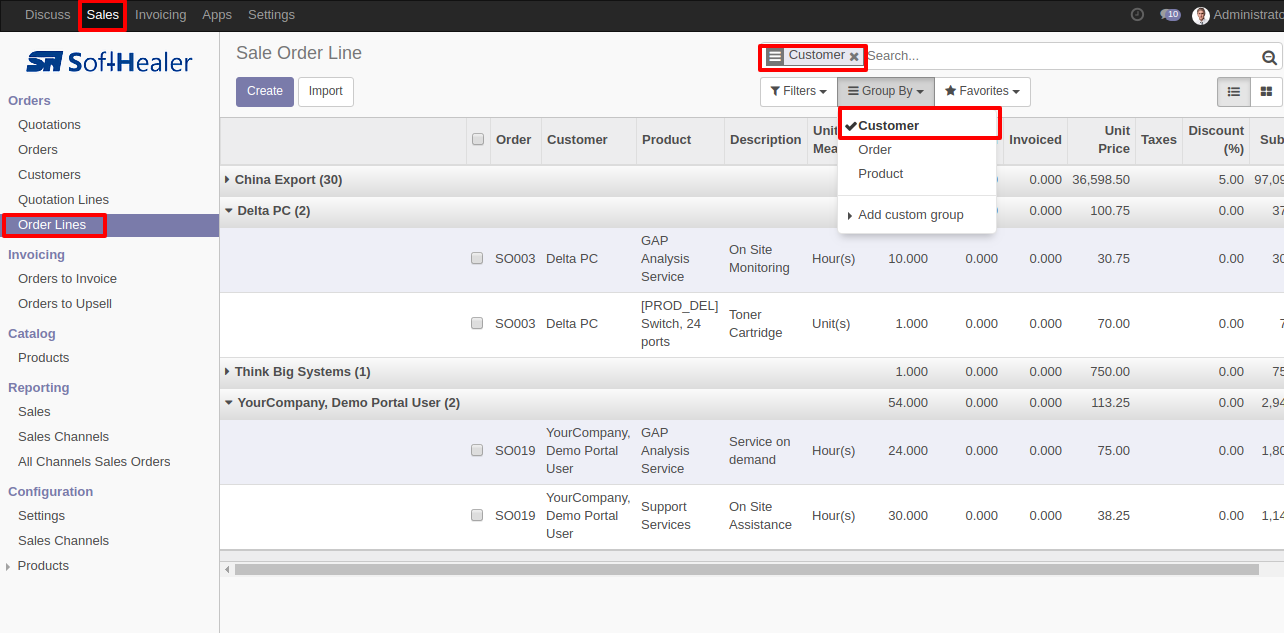 Discuss Sales Invoicing Apps Settings 10 Administrato
SoftHealer
Orders
Quotations
Orders
Customers
Quotation Lines
Order Lines
Invoicing
Orders to Invoice
Orders to Upsell
Catalog
Products
Reporting
Sales
Sales Channels
All Channels Sales Orders
Configuration
Settings
Sales Channels
Products
Sale Order Line
Customer Search...
Create Import
Filters Group By Favorites
Customer
Order
Product
Add custom group
Order Customer Product Description Unit Mea Invoiced Unit Price Taxes Discount (%) Sub
China Export (30) 0.000 36,598.50 5.00 97,09
Delta PC (2) 0.000 100.75 0.00 37
SO003 Delta PC GAP Analysis Service On Site Monitoring Hour(s) 10.000 0.000 0.000 30.75 0.00 30
SO003 Delta PC [PROD_DEL] Switch, 24 ports Toner Cartridge Unit(s) 1.000 0.000 0.000 70.00 0.00 7
Think Big Systems (1) 1.000 0.000 0.000 750.00 0.00 75
YourCompany, Demo Portal User (2) 54.000 0.000 0.000 113.25 0.00 2,94
SO019 YourCompany, Demo Portal User GAP Analysis Service Service on demand Hour(s) 24.000 0.000 0.000 75.00 0.00 1,80
SO019 YourCompany, Demo Portal User Support Services On Site Assistance Hour(s) 30.000 0.000 0.000 38.25 0.00 1,14